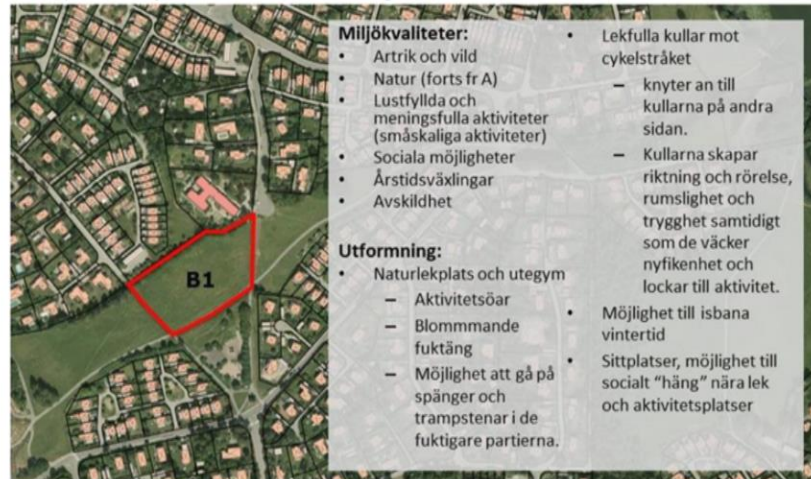 B1
Miljökvaliteter:
• Artrik och vild
• Natur (forts fr A)
• Lustfyllda och
meningsfulla aktiviteter
(småskaliga aktiviteter)
• Sociala möjligheter
• Årstidsväxlingar
• Avskildhet
Utformning:
• Naturlekplats och utegym
– Aktivitetsöar
– Blommmande
fuktäng
– Möjlighet att gå på
spänger och
trampstenar i de
fuktigare partierna.
• Lekfulla kullar mot
cykelstråket
– knyter an till
kullarna på andra
sidan.
– Kullarna skapar
riktning och rörelse,
rumslighet och
trygghet samtidigt
som de väcker
nyfikenhet och
lockar till aktivitet.
• Möjlighet till isbana
vintertid
• Sittplatser, möjlighet till
socialt "häng" nära lek
och aktivitetsplatser